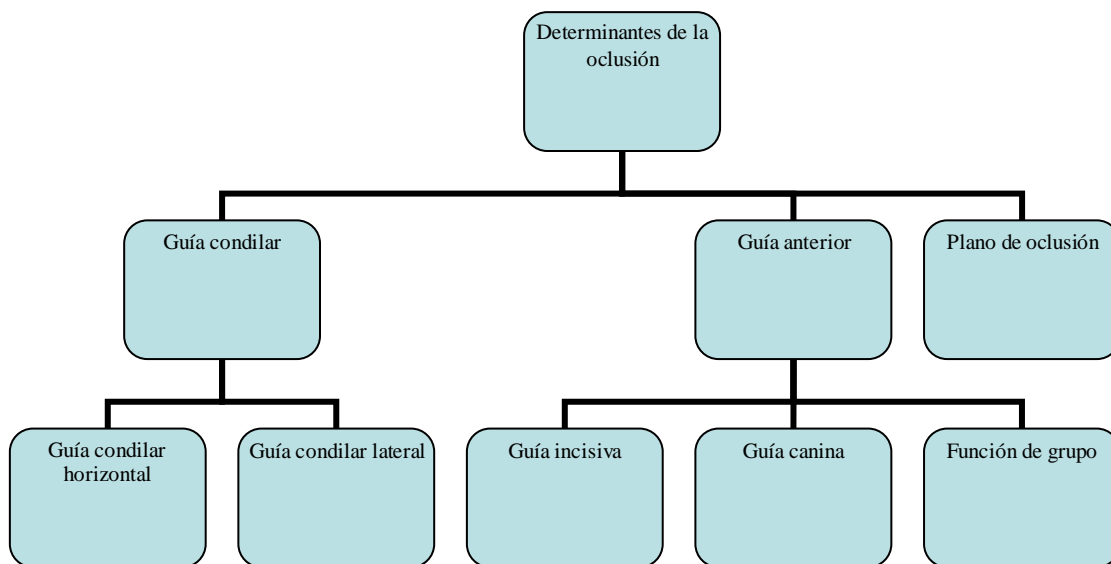 Determinantes de la
oclusión
Guía condilar
Guía anterior
Plano de oclusión
Guía condilar
horizontal
Guía condilar lateral
Guía incisiva
Guía canina
Función de grupo